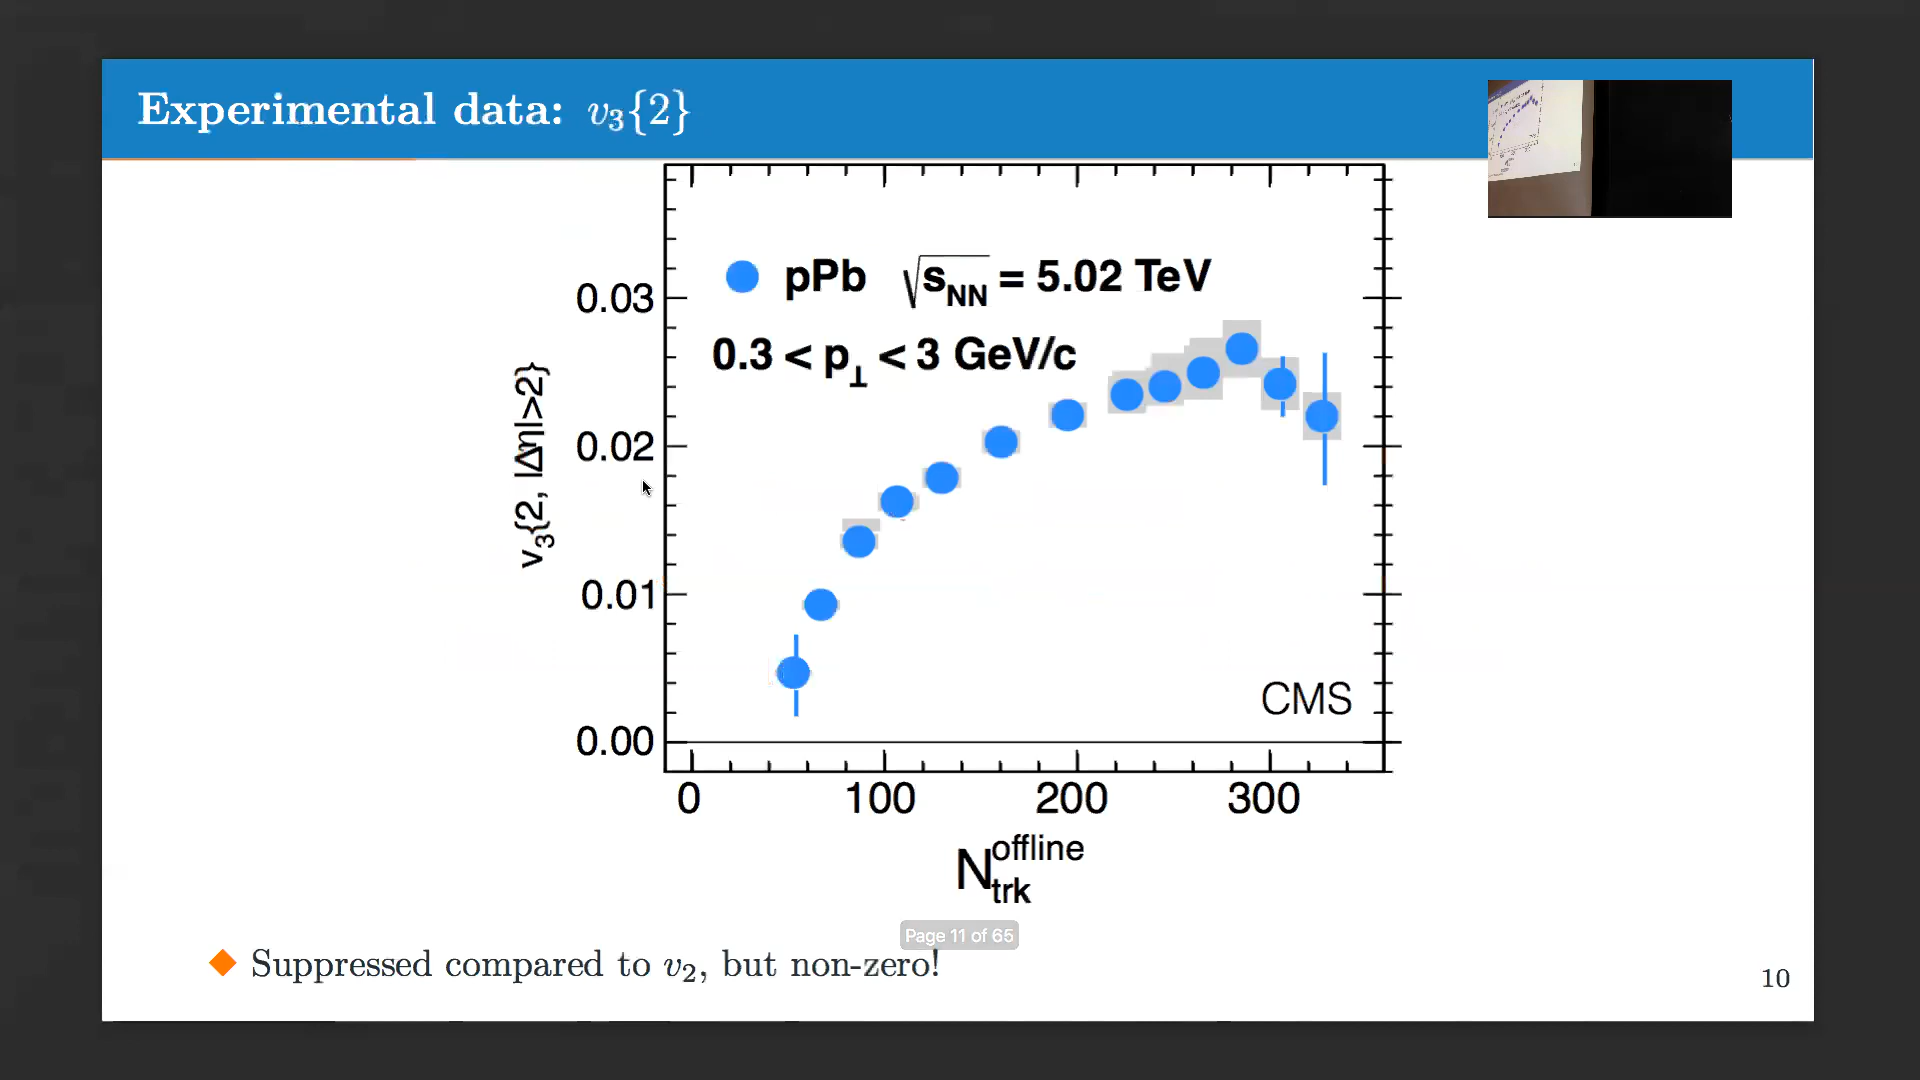 Experimental data: v₃{2}
pPb √sNN = 5.02 TeV
0.3 < p⊥ < 3 GeV/c
v₃{2, |Δη|>2}
0.03
0.02
0.01
0.00
CMS
0 100 200 300
N trk offline
Page 11 of 65
Suppressed compared to v₂, but non-zero!
10